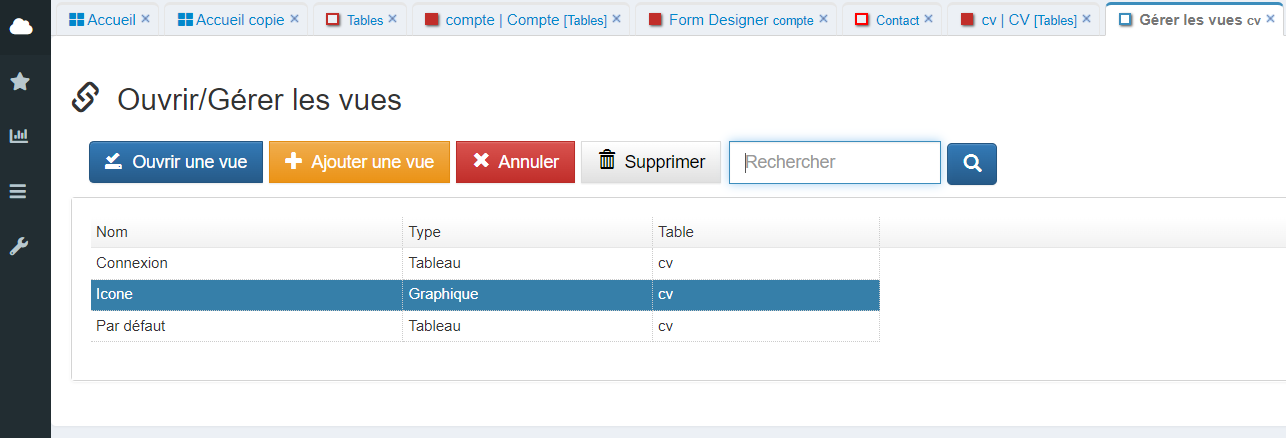 Accueil × Accueil copie × Tables × compte | Compte [Tables] × Form Designer compte × Contact × cv | CV [Tables] × Gérer les vues cv ×
Ouvrir/Gérer les vues
Ouvrir une vue Ajouter une vue Annuler Supprimer Rechercher
Nom Type Table
Connexion Tableau cv
Icone Graphique cv
Par défaut Tableau cv